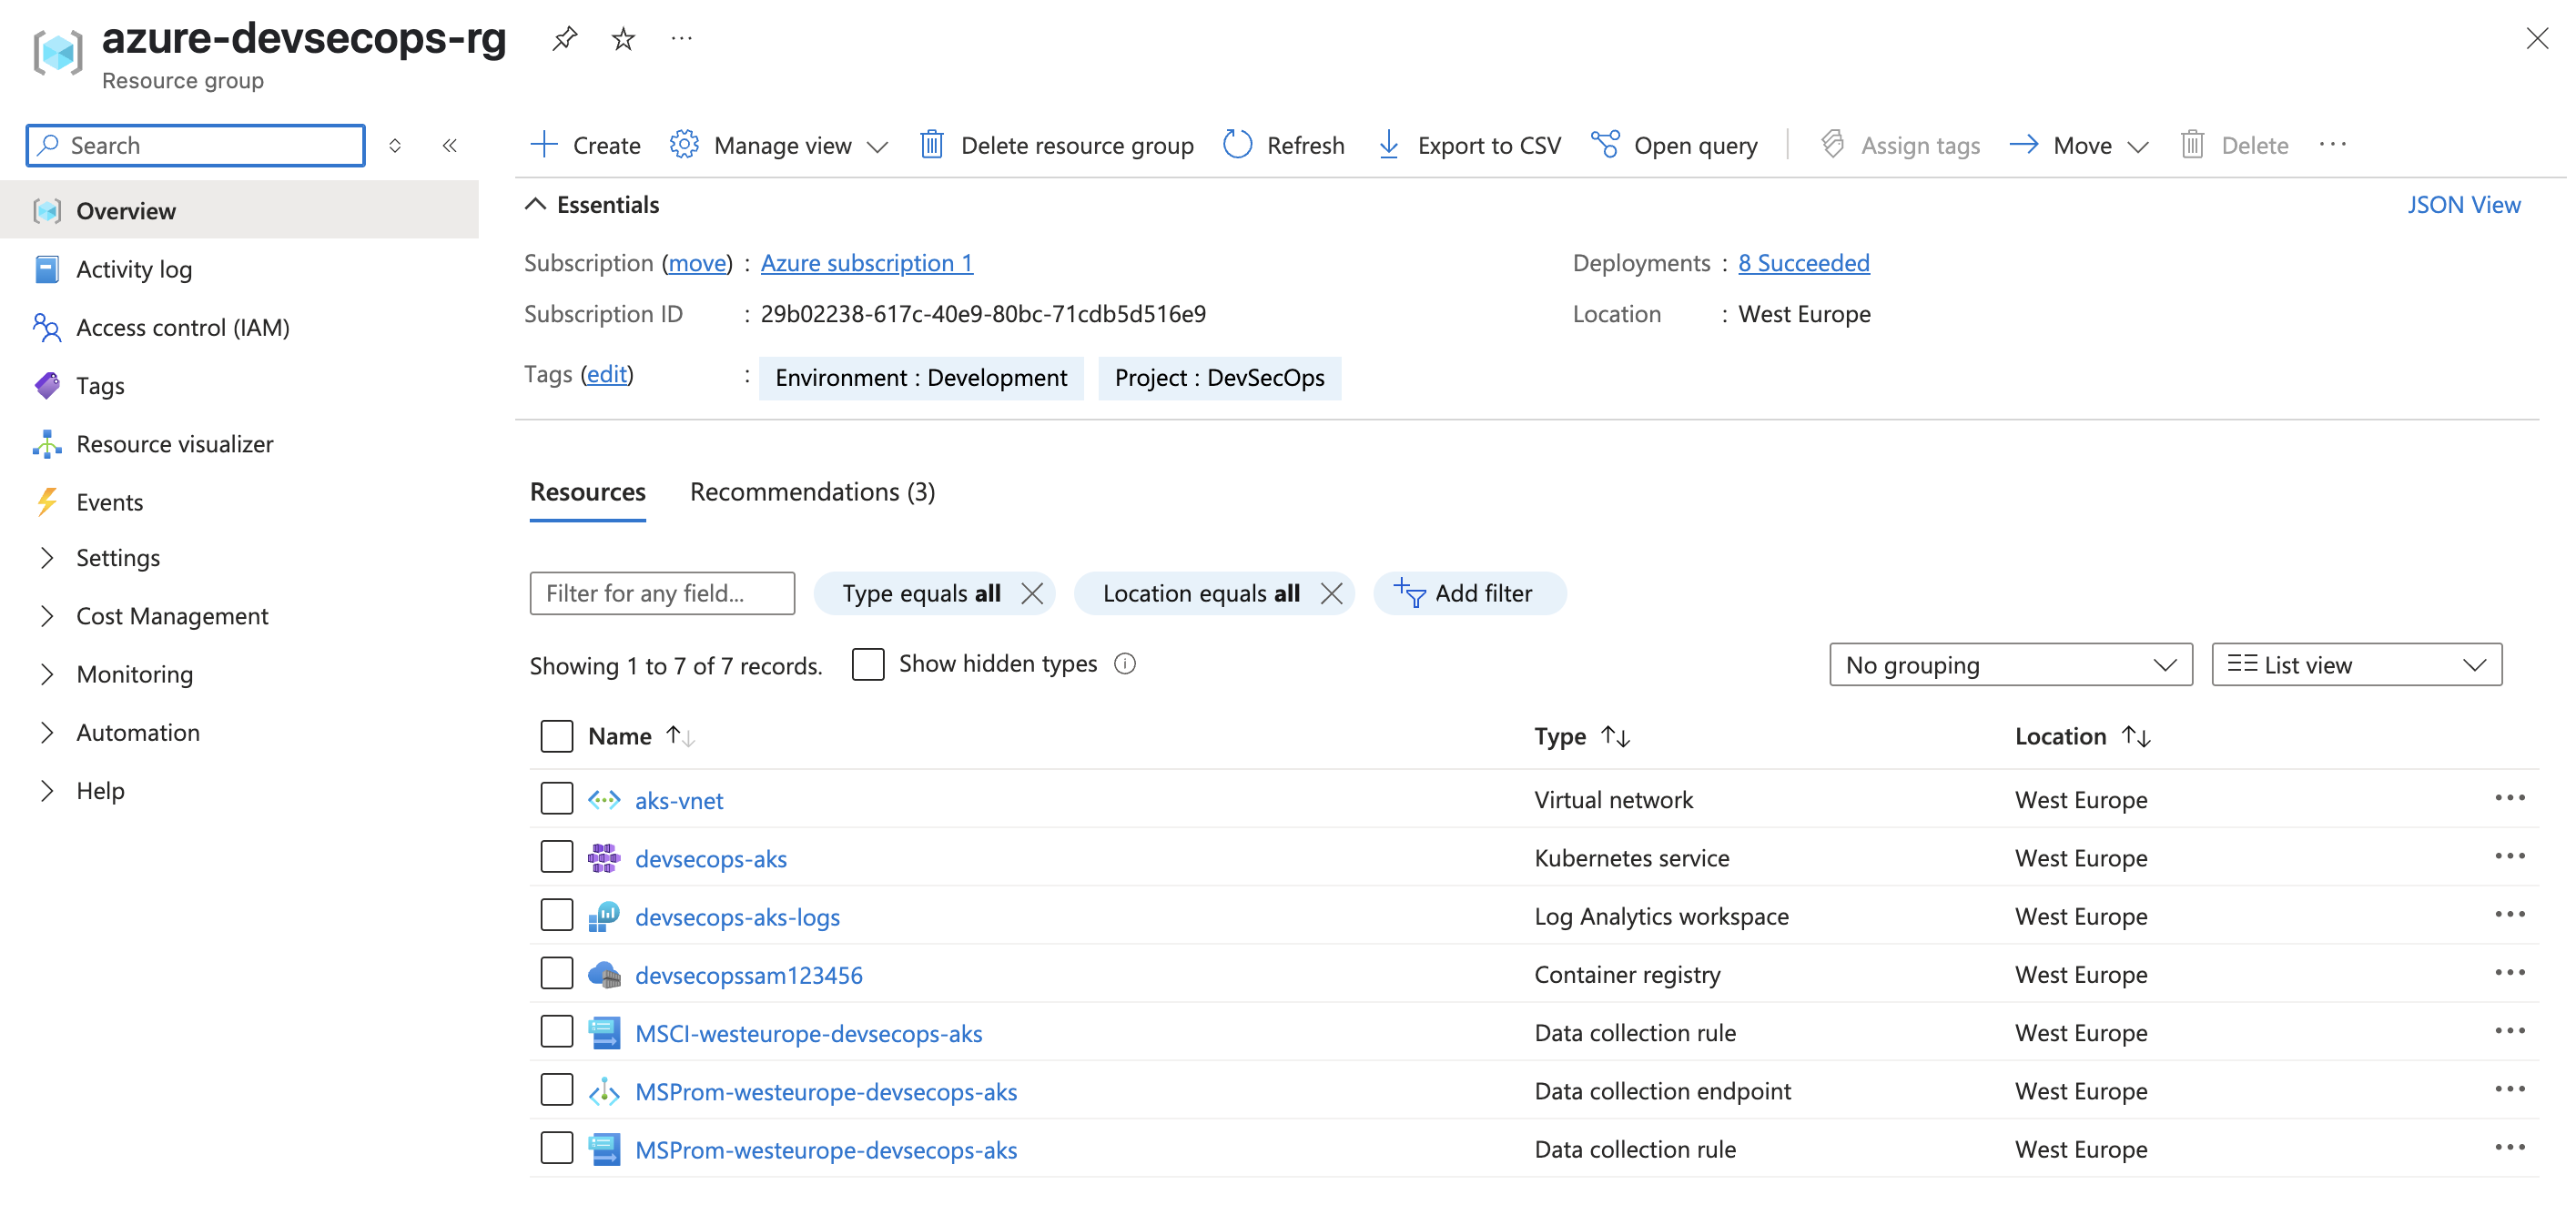 azure-devsecops-rg
Resource group
Search
Create Manage view Delete resource group Refresh Export to CSV Open query Assign tags Move Delete
Overview
Activity log
Access control (IAM)
Tags
Resource visualizer
Events
Settings
Cost Management
Monitoring
Automation
Help
Essentials
JSON View
Subscription (move) : Azure subscription 1
Deployments : 8 Succeeded
Subscription ID : 29b02238-617c-40e9-80bc-71cdb5d516e9
Location : West Europe
Tags (edit) : Environment : Development Project : DevSecOps
Resources Recommendations (3)
Filter for any field... Type equals all Location equals all Add filter
Showing 1 to 7 of 7 records. Show hidden types No grouping List view
Name Type Location
aks-vnet Virtual network West Europe
devsecops-aks Kubernetes service West Europe
devsecops-aks-logs Log Analytics workspace West Europe
devsecopssam123456 Container registry West Europe
MSCI-westeurope-devsecops-aks Data collection rule West Europe
MSProm-westeurope-devsecops-aks Data collection endpoint West Europe
MSProm-westeurope-devsecops-aks Data collection rule West Europe